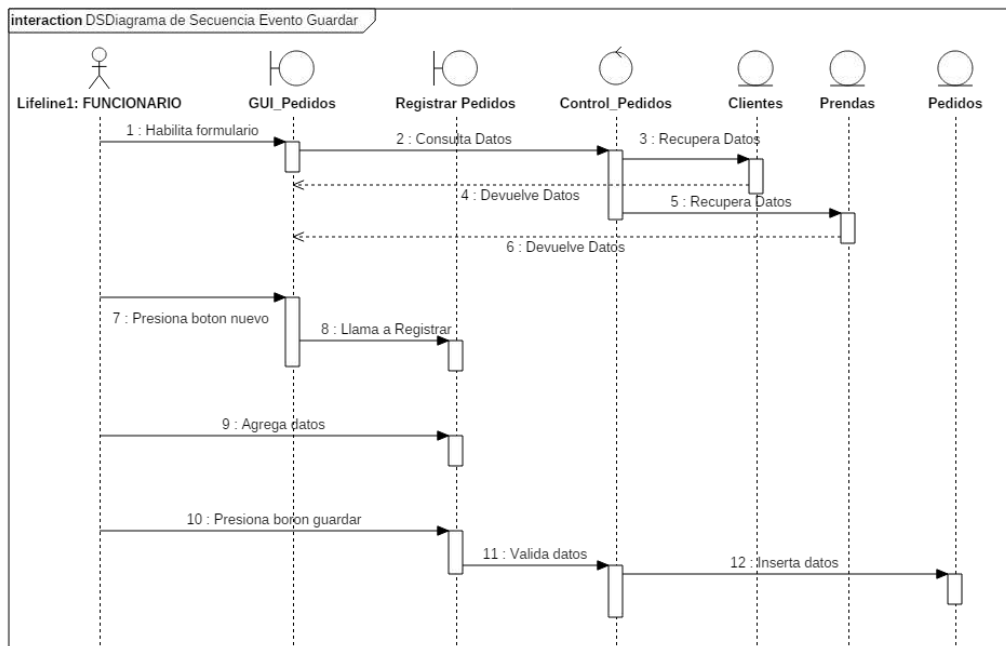 interaction DSDiagrama de Secuencia Evento Guardar
Lifeline1: FUNCIONARIO
GUI_Pedidos
Registrar Pedidos
Control_Pedidos
Clientes
Prendas
Pedidos
1 : Habilita formulario
2 : Consulta Datos
3 : Recupera Datos
4 : Devuelve Datos
5 : Recupera Datos
6 : Devuelve Datos
7 : Presiona boton nuevo
8 : Llama a Registrar
9 : Agrega datos
10 : Presiona boron guardar
11 : Valida datos
12 : Inserta datos